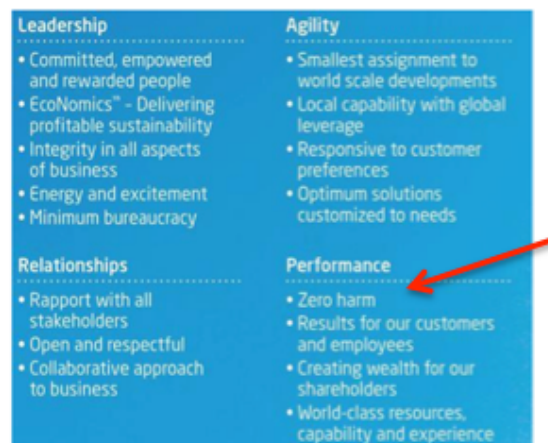 Leadership
• Committed, empowered
and rewarded people
• EcoNomics™ - Delivering
profitable sustainability
• Integrity in all aspects
of business
• Energy and excitement
• Minimum bureaucracy
Agility
• Smallest assignment to
world scale developments
• Local capability with global
leverage
• Responsive to customer
preferences
• Optimum solutions
customized to needs
Relationships
• Rapport with all
stakeholders
• Open and respectful
• Collaborative approach
to business
Performance
• Zero harm
• Results for our customers
and employees
• Creating wealth for our
shareholders
• World-class resources,
capability and experience